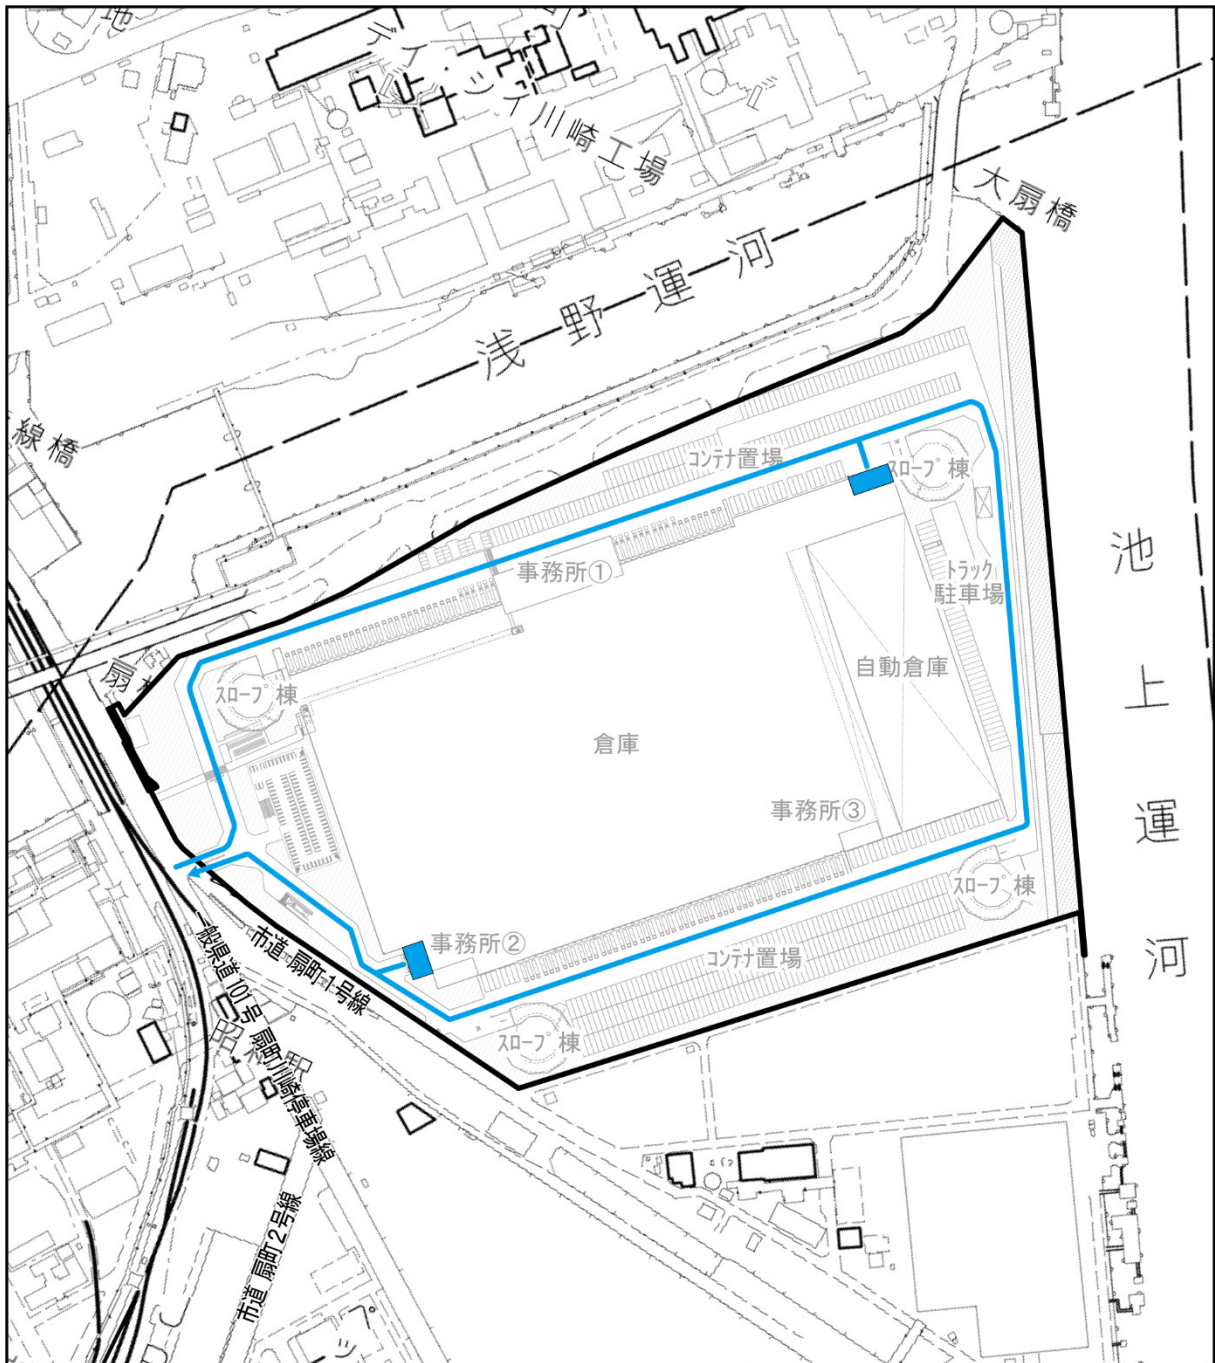 地
デイ・シイ川崎工場
大扇橋
浅野運河
線橋
コンテナ置場
スロープ棟
事務所①
トラック
駐車場
池上運河
自動倉庫
スロープ棟
倉庫
事務所③
スロープ棟
事務所②
コンテナ置場
市道 扇町1号線
スロープ棟
一般県道101号 扇町川崎停車場線
市道 扇町2号線